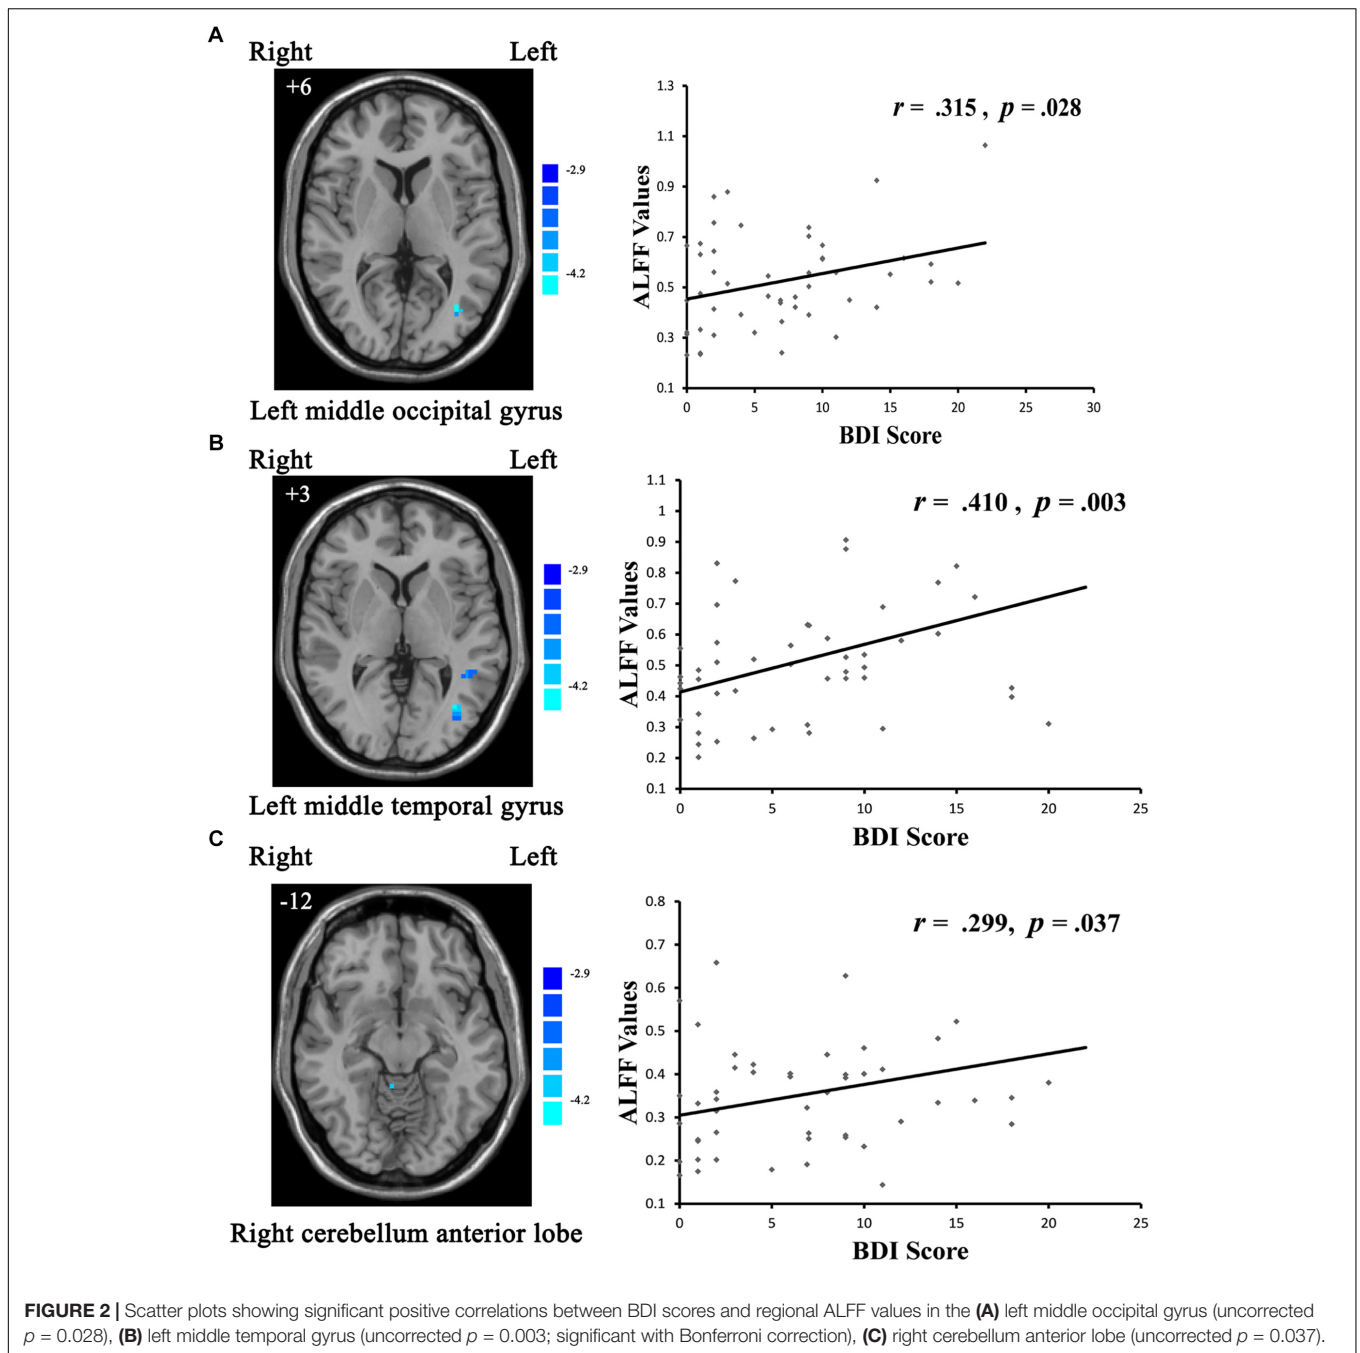 A
Right Left
+6
-2.9
-4.2
Left middle occipital gyrus
r = .315 , p = .028
ALFF Values
1.3
1.1
0.9
0.7
0.5
0.3
0.1
0 5 10 15 20 25 30
BDI Score
B
Right Left
+3
-2.9
-4.2
Left middle temporal gyrus
r = .410 , p = .003
ALFF Values
1.1
1
0.9
0.8
0.7
0.6
0.5
0.4
0.3
0.2
0.1
0 5 10 15 20 25
BDI Score
C
Right Left
-12
-2.9
-4.2
Right cerebellum anterior lobe
r = .299, p = .037
ALFF Values
0.8
0.7
0.6
0.5
0.4
0.3
0.2
0.1
0 5 10 15 20 25
BDI Score
FIGURE 2 | Scatter plots showing significant positive correlations between BDI scores and regional ALFF values in the (A) left middle occipital gyrus (uncorrected
p = 0.028), (B) left middle temporal gyrus (uncorrected p = 0.003; significant with Bonferroni correction), (C) right cerebellum anterior lobe (uncorrected p = 0.037).